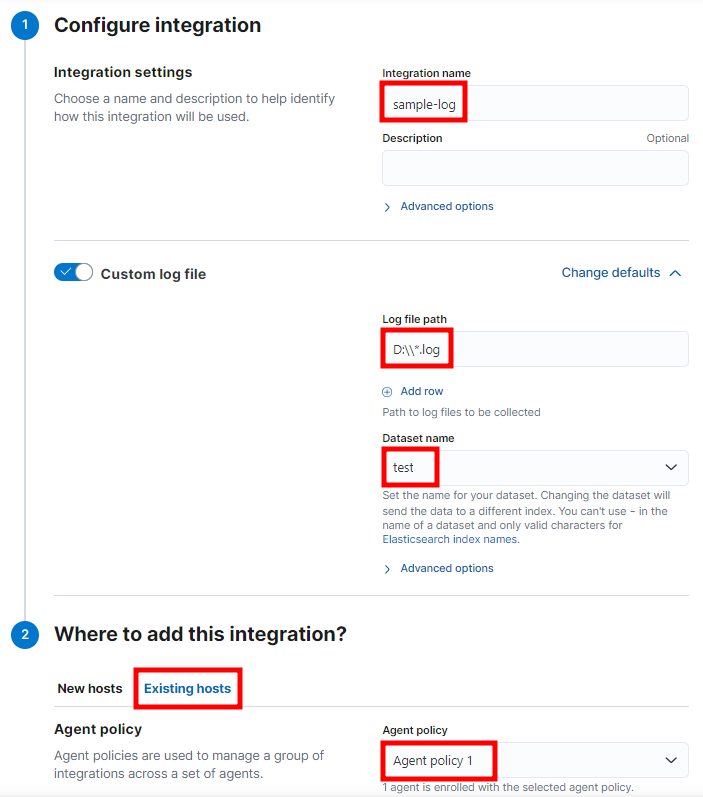 1
Configure integration
Integration settings
Choose a name and description to help identify
how this integration will be used.
Integration name
sample-log
Description
Optional
Advanced options
Custom log file
Change defaults
Log file path
D:\\*.log
Add row
Path to log files to be collected
Dataset name
test
Set the name for your dataset. Changing the dataset will
send the data to a different index. You can't use - in the
name of a dataset and only valid characters for
Elasticsearch index names.
Advanced options
2
Where to add this integration?
New hosts
Existing hosts
Agent policy
Agent policies are used to manage a group of
integrations across a set of agents.
Agent policy
Agent policy 1
1 agent is enrolled with the selected agent policy.